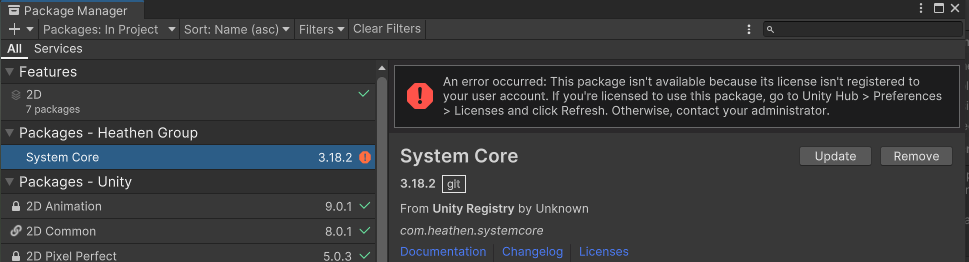 Package Manager
+ Packages: In Project Sort: Name (asc) Filters Clear Filters
All Services
Features
2D
7 packages
Packages - Heathen Group
System Core 3.18.2
Packages - Unity
2D Animation 9.0.1
2D Common 8.0.1
2D Pixel Perfect 5.0.3
An error occurred: This package isn't available because its license isn't registered to
your user account. If you're licensed to use this package, go to Unity Hub > Preferences
> Licenses and click Refresh. Otherwise, contact your administrator.
System Core Update Remove
3.18.2 git
From Unity Registry by Unknown
com.heathen.systemcore
Documentation Changelog Licenses